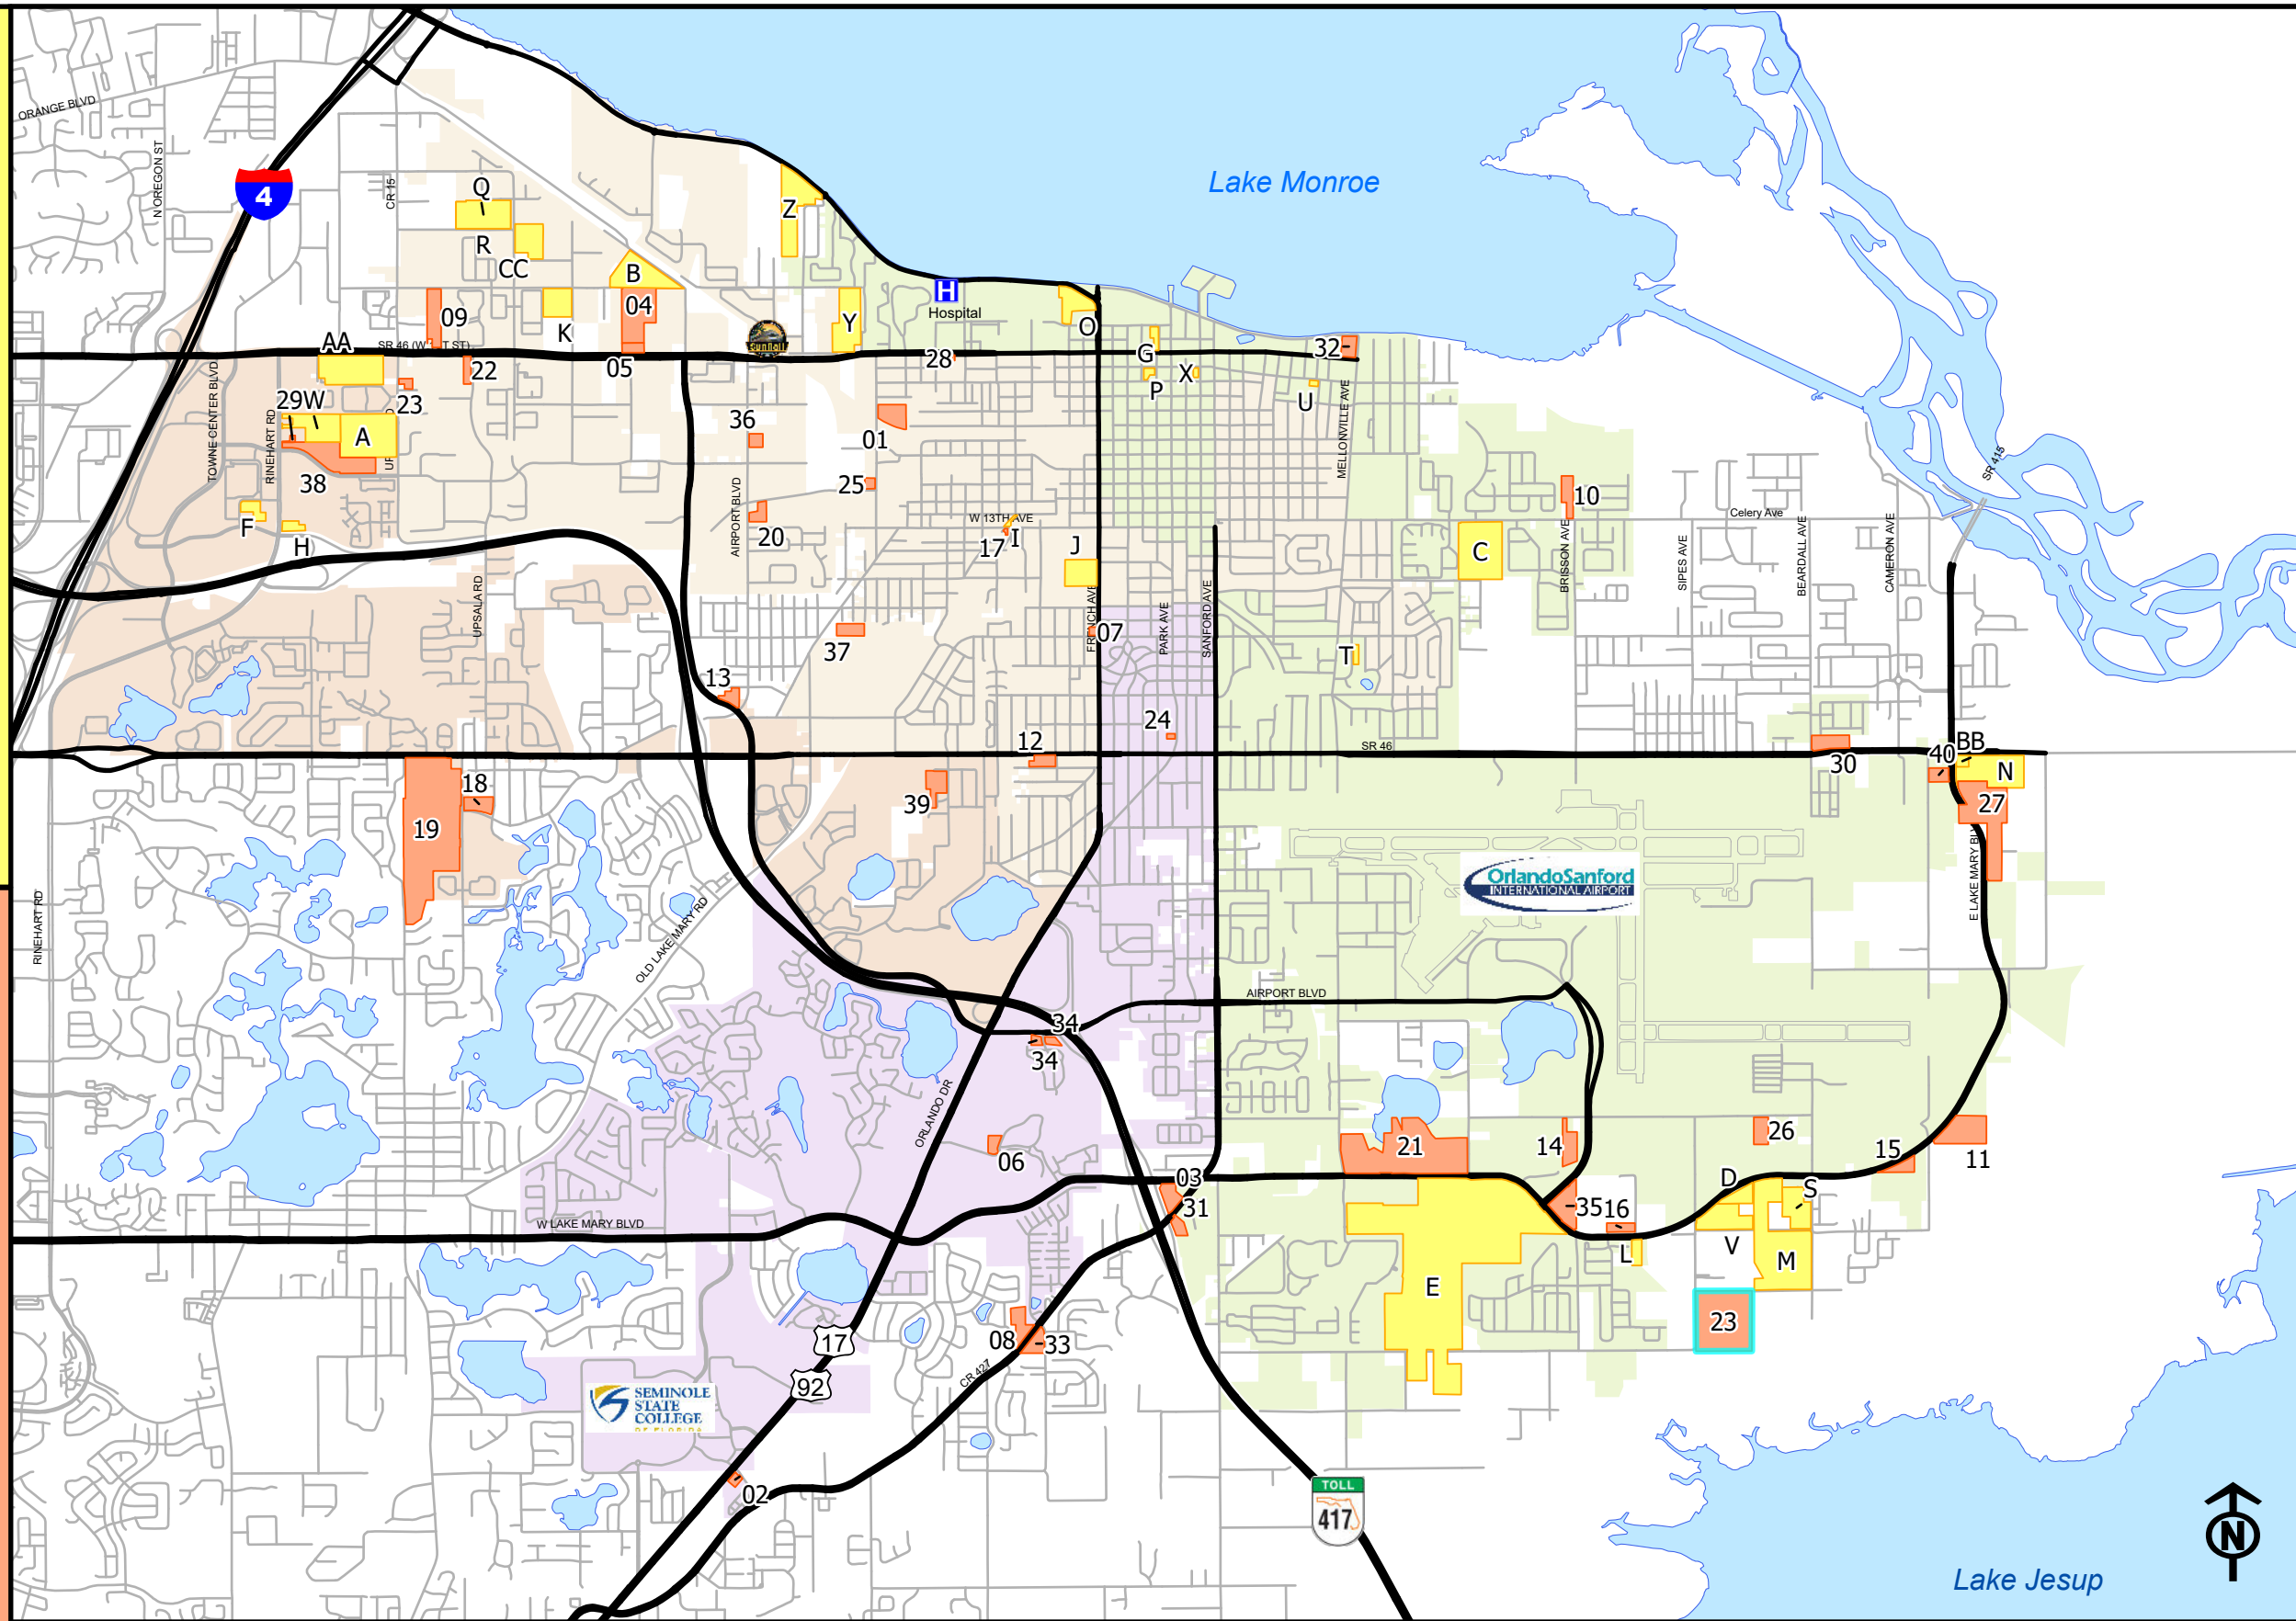 ORANGE BLVD
N OREGON ST
4
CR 15
Lake Monroe
Q
R
CC
Z
B
04
09
K
H
Hospital
Y
O
SunRail
AA
SR 46 (W
T ST)
22
05
28
G
P
X
32
U
TOWNE CENTER BLVD
RINEHART RD
29
W
23
A
38
36
01
25
MELLONVILLE AVE
SR 415
F
H
AIRPORT BLVD
20
W 13TH AVE
17
I
J
10
C
Celery Ave
BRISSON AVE
SIPES AVE
BEARDALL AVE
CAMERON AVE
UPSALA RD
FRENCH AVE
07
PARK AVE
SANFORD AVE
37
T
13
24
12
SR 46
30
40
BB
N
27
18
19
39
E LAKE MARY BLV
OrlandoSanford
INTERNATIONAL AIRPORT
RINEHART RD
OLD LAKE MARY RD
AIRPORT BLVD
34
34
ORLANDO DR
06
21
14
26
15
11
03
31
35
16
D
S
V
L
M
W LAKE MARY BLVD
E
23
17
92
08
33
CR 427
SEMINOLE
STATE
COLLEGE
OF FLORIDA
02
TOLL
417
N
Lake Jesup